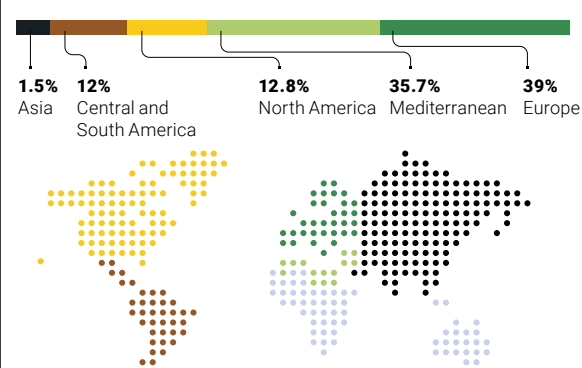 1.5%
Asia
12%
Central and
South America
12.8%
North America
35.7%
Mediterranean
39%
Europe